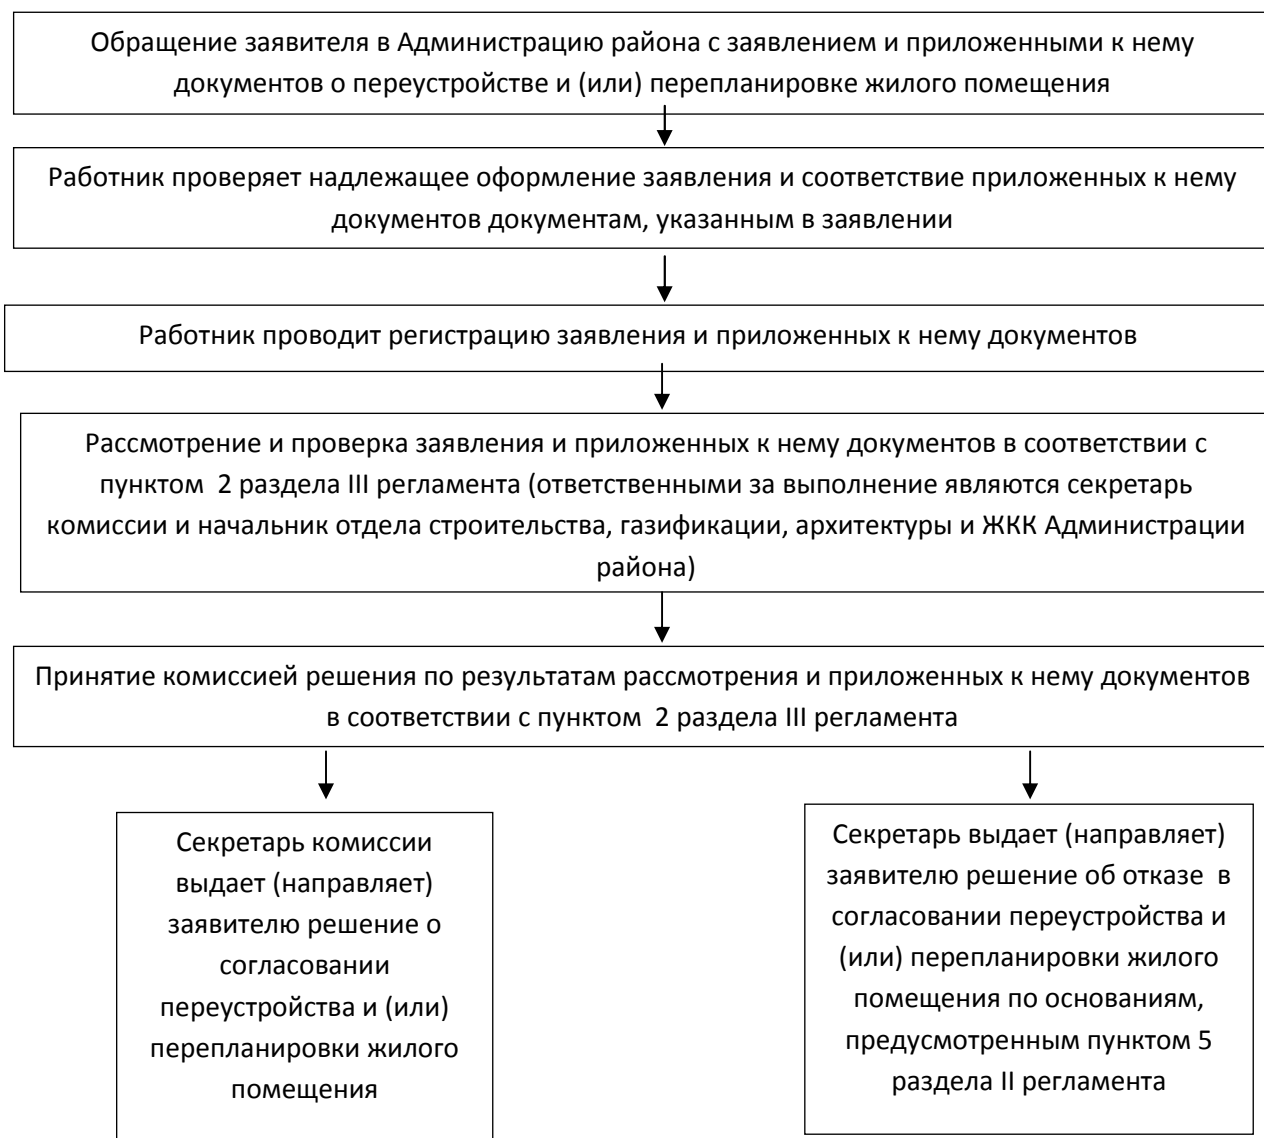 Обращение заявителя в Администрацию района с заявлением и приложенными к нему
документов о переустройстве и (или) перепланировке жилого помещения
Работник проверяет надлежащее оформление заявления и соответствие приложенных к нему
документов документам, указанным в заявлении
Работник проводит регистрацию заявления и приложенных к нему документов
Рассмотрение и проверка заявления и приложенных к нему документов в соответствии с
пунктом 2 раздела III регламента (ответственными за выполнение являются секретарь
комиссии и начальник отдела строительства, газификации, архитектуры и ЖКК Администрации
района)
Принятие комиссией решения по результатам рассмотрения и приложенных к нему документов
в соответствии с пунктом 2 раздела III регламента
Секретарь комиссии
выдает (направляет)
заявителю решение о
согласовании
переустройства и (или)
перепланировки жилого
помещения
Секретарь выдает (направляет)
заявителю решение об отказе в
согласовании переустройства и
(или) перепланировки жилого
помещения по основаниям,
предусмотренным пунктом 5
раздела II регламента